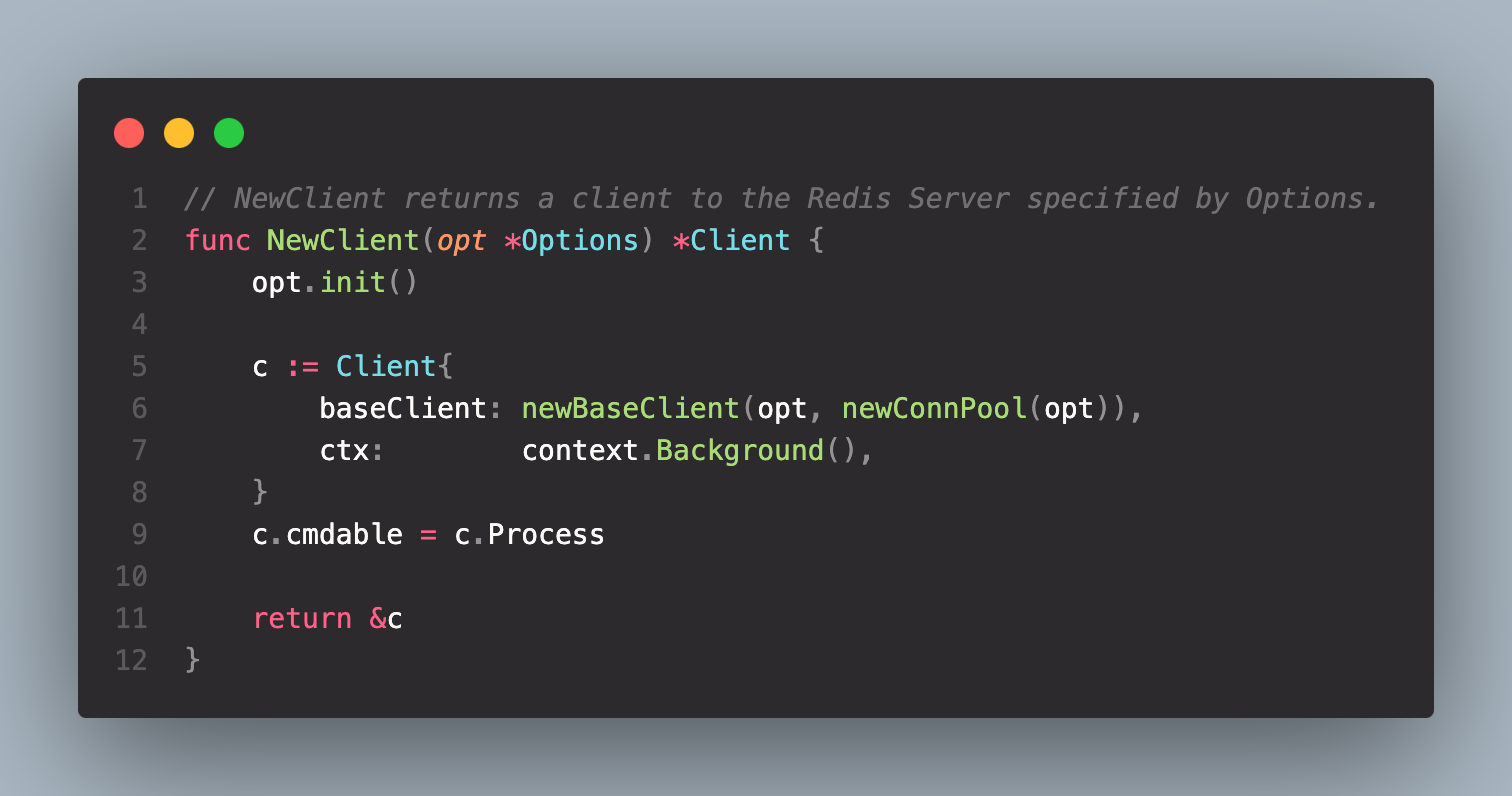 1 // NewClient returns a client to the Redis Server specified by Options.
2 func NewClient(opt *Options) *Client {
3     opt.init()
4
5     c := Client{
6         baseClient: newBaseClient(opt, newConnPool(opt)),
7         ctx:        context.Background(),
8     }
9     c.cmdable = c.Process
10
11     return &c
12 }